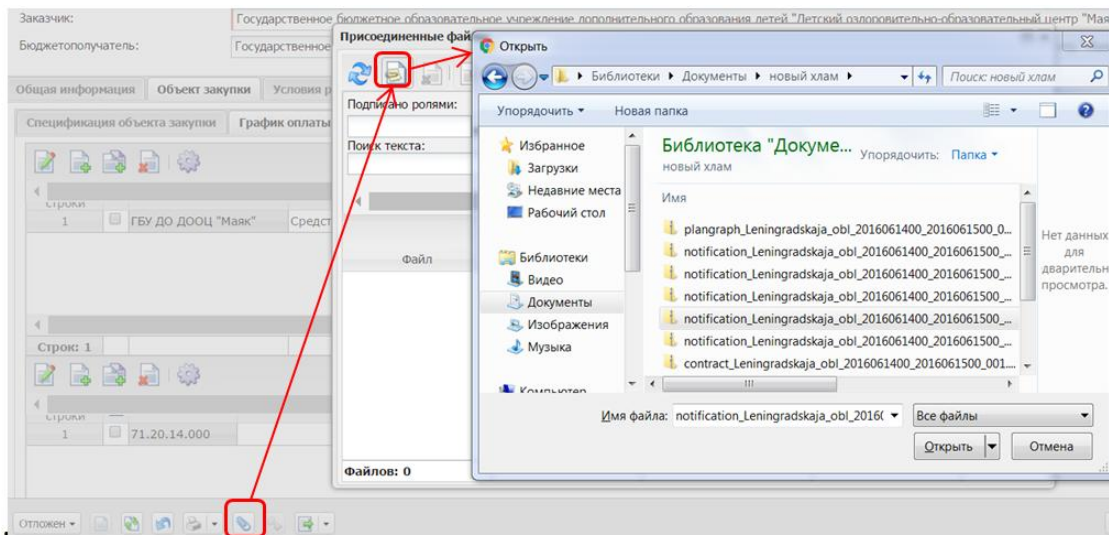 Заказчик: Государственное бюджетное образовательное учреждение дополнительного образования детей "Детский оздоровительно-образовательный центр "Мая
Бюджетополучатель: Государственное
Присоединенные фай
Открыть
Библиотеки Документы новый хлам
Поиск: новый хлам
Общая информация Объект закупки Условия р
Упорядочить Новая папка
Подписано ролями:
Спецификация объекта закупки График оплаты
Поиск текста:
Избранное
Загрузки
Недавние места
Рабочий стол
Библиотеки
Видео
Документы
Изображения
Музыка
Компьютер
Библиотека "Докуме...
новый хлам
Упорядочить: Папка
Имя
plangraph_Leningradskaja_obl_2016061400_2016061500_0...
notification_Leningradskaja_obl_2016061400_2016061500_...
notification_Leningradskaja_obl_2016061400_2016061500_...
notification_Leningradskaja_obl_2016061400_2016061500_...
notification_Leningradskaja_obl_2016061400_2016061500_...
notification_Leningradskaja_obl_2016061400_2016061500_...
contract_Leningradskaja_obl_2016061400_2016061500_001....
Нет данных
для
дварительн
просмотра.
строки
1 ГБУ ДО ДООЦ "Маяк" Средст
Файл
Строк: 1
строки
1 71.20.14.000
Имя файла: notification_Leningradskaja_obl_2016( Все файлы
Открыть Отмена
Файлов: 0
Отложен